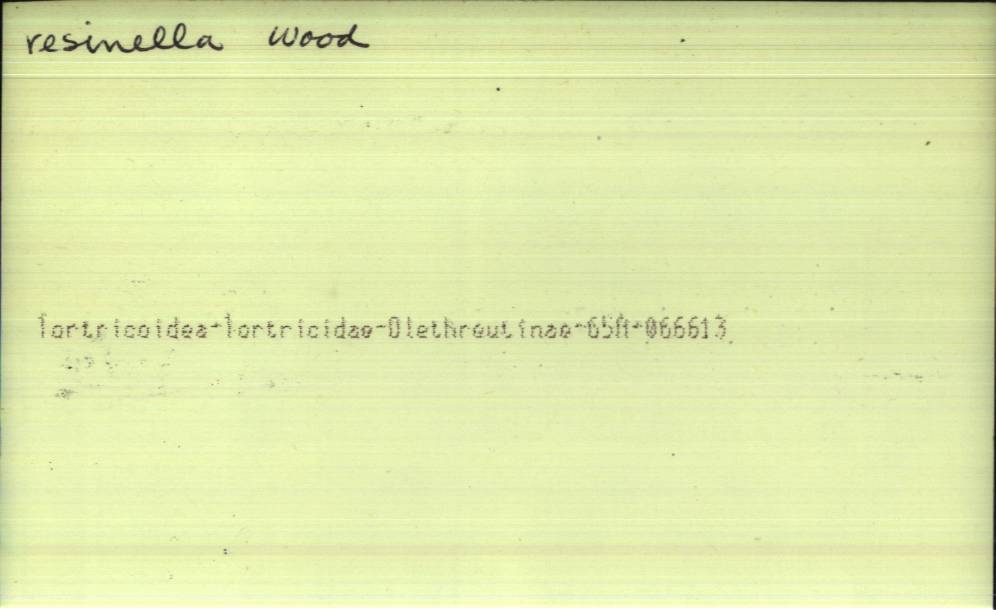 resinella Wood
Tortricoidea-Tortricidae-Olethreutinae-65A-066613